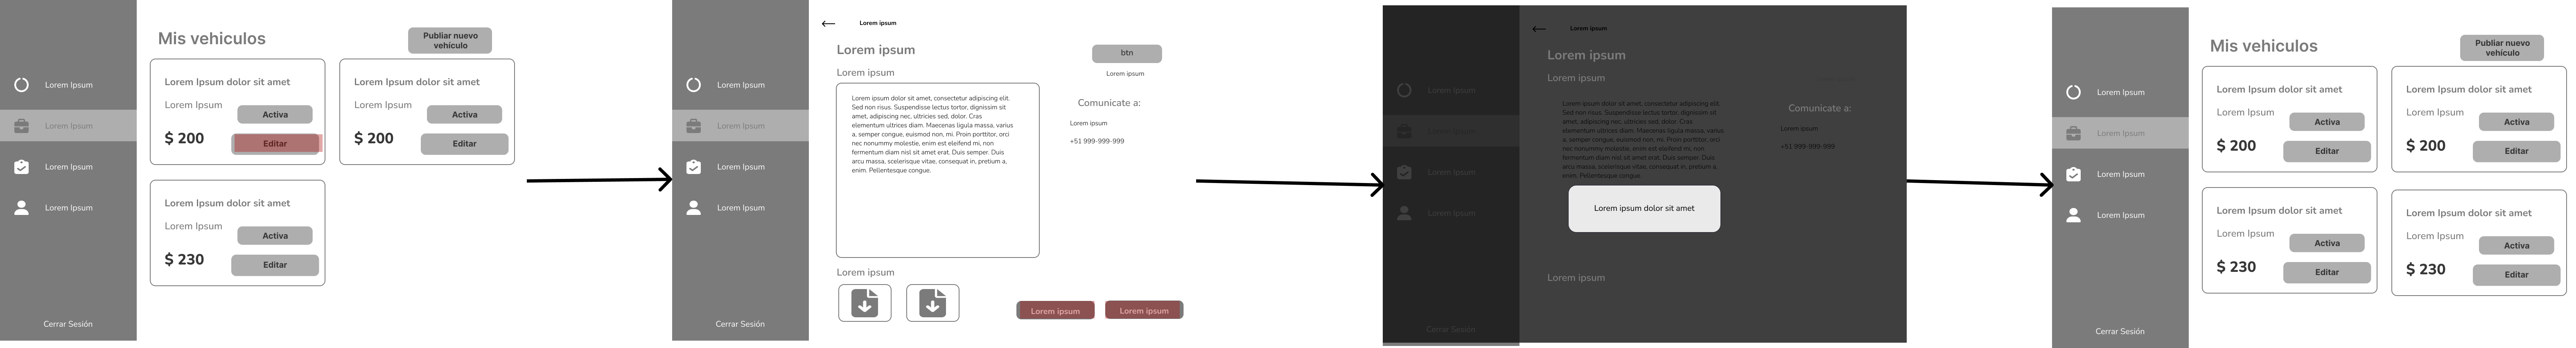 Mis vehiculos
Publiar nuevo
vehículo
Lorem Ipsum
Lorem Ipsum
Lorem Ipsum
Lorem Ipsum
Cerrar Sesión
Lorem Ipsum dolor sit amet
Lorem Ipsum
Activa
$ 200
Editar
Lorem Ipsum dolor sit amet
Lorem Ipsum
Activa
$ 200
Editar
Lorem Ipsum dolor sit amet
Lorem Ipsum
Activa
$ 230
Editar
Lorem Ipsum
Lorem Ipsum
Lorem Ipsum
Lorem Ipsum
Cerrar Sesión
Lorem ipsum
Lorem ipsum
btn
Lorem ipsum
Lorem ipsum
Lorem ipsum dolor sit amet, consectetur adipiscing elit.
Sed non risus. Suspendisse lectus tortor, dignissim sit
amet, adipiscing nec, ultricies sed, dolor. Cras
elementum ultrices diam. Maecenas ligula massa, varius
a, semper congue, euismod non, mi. Proin porttitor, orci
nec nonummy molestie, enim est eleifend mi, non
fermentum diam nisl sit amet erat. Duis semper. Duis
arcu massa, scelerisque vitae, consequat in, pretium a,
enim. Pellentesque congue.
Comunicate a:
Lorem ipsum
+51 999-999-999
Lorem ipsum
Lorem ipsum
Lorem ipsum
Lorem Ipsum
Lorem Ipsum
Lorem Ipsum
Lorem Ipsum
Cerrar Sesión
Lorem ipsum
Lorem ipsum
Lorem ipsum
Lorem ipsum dolor sit amet, consectetur adipiscing elit.
Sed non risus. Suspendisse lectus tortor, dignissim sit
amet, adipiscing nec, ultricies sed, dolor. Cras
elementum ultrices diam. Maecenas ligula massa, varius
a, semper congue, euismod non, mi. Proin porttitor, orci
nec nonummy molestie, enim est eleifend mi, non
fermentum diam nisl sit amet erat. Duis semper. Duis
arcu massa, scelerisque vitae, consequat in, pretium a,
enim. Pellentesque congue.
Comunicate a:
Lorem ipsum
+51 999-999-999
Lorem ipsum dolor sit amet
Lorem ipsum
Lorem Ipsum
Lorem Ipsum
Lorem Ipsum
Lorem Ipsum
Cerrar Sesión
Mis vehiculos
Publiar nuevo
vehículo
Lorem Ipsum dolor sit amet
Lorem Ipsum
Activa
$ 200
Editar
Lorem Ipsum dolor sit amet
Lorem Ipsum
Activa
$ 200
Editar
Lorem Ipsum dolor sit amet
Lorem Ipsum
Activa
$ 230
Editar
Lorem Ipsum dolor sit amet
Lorem Ipsum
Activa
$ 230
Editar